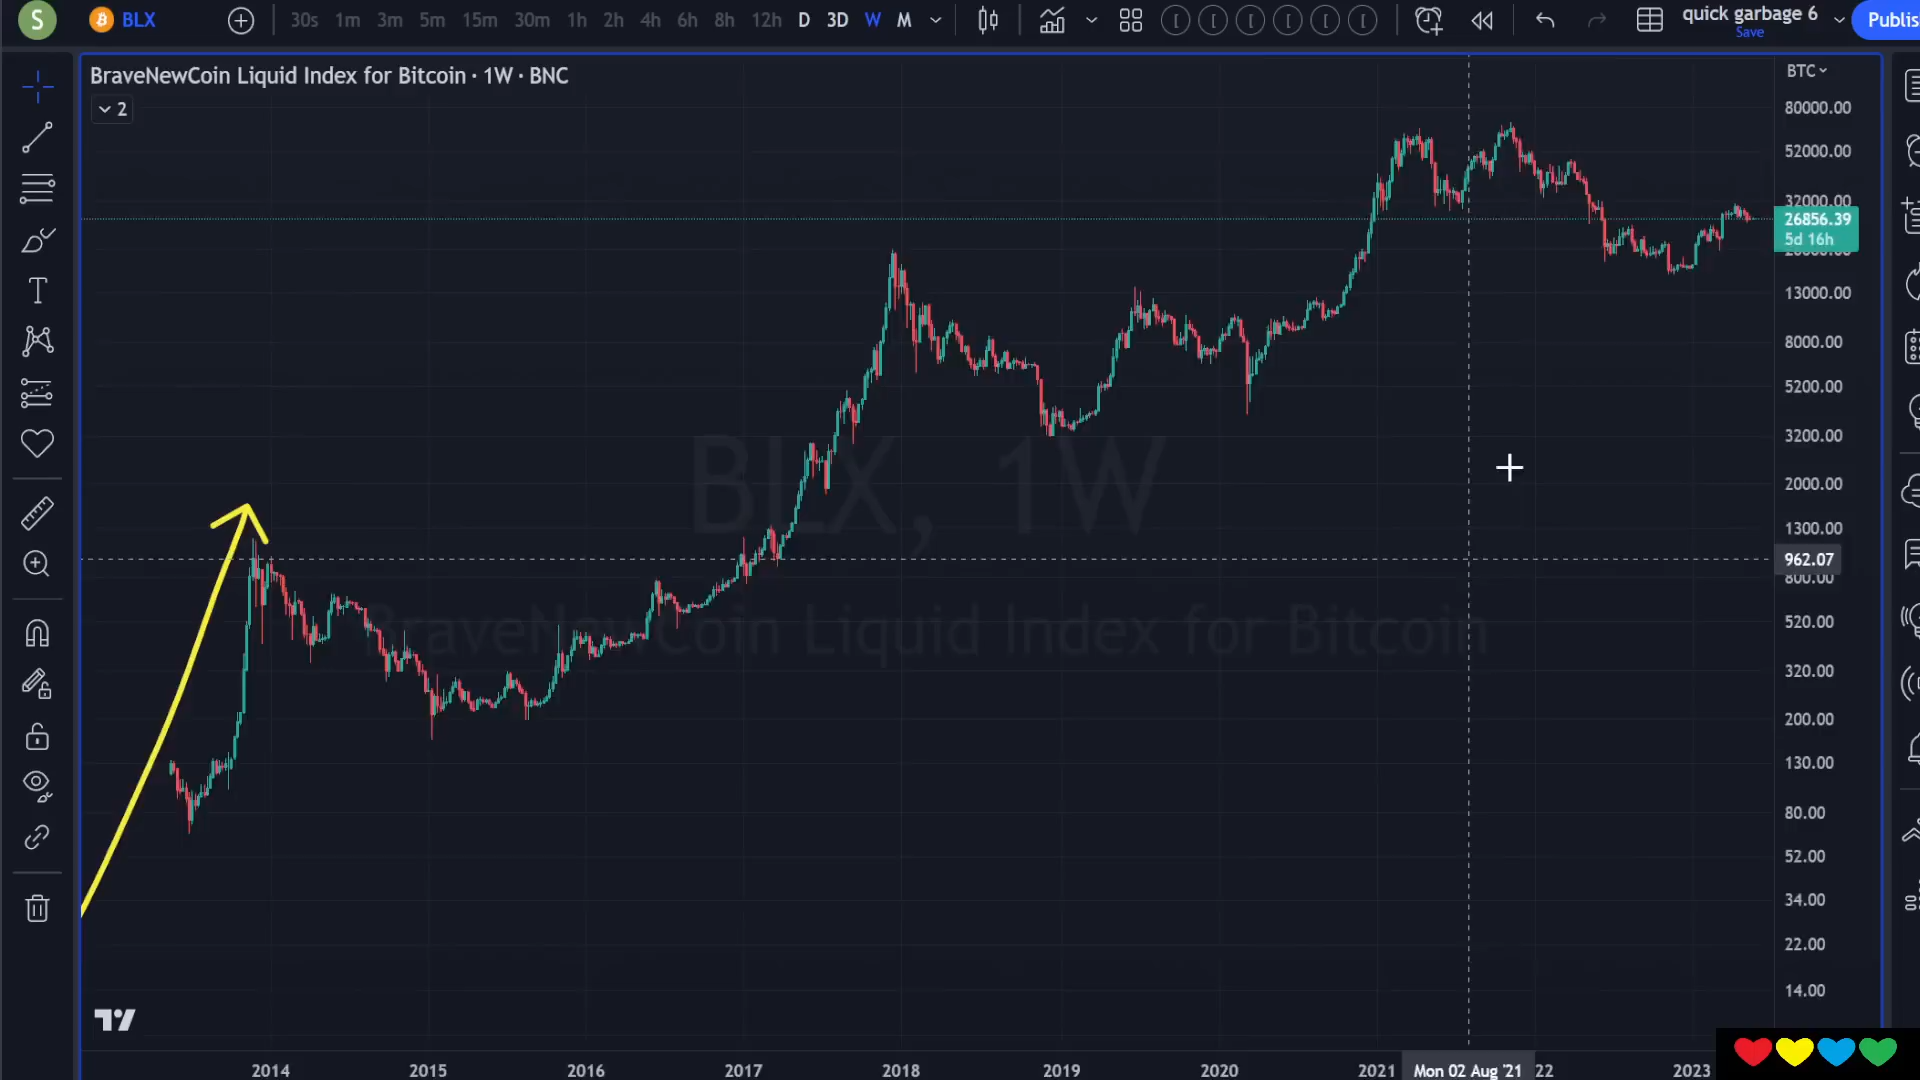 S BLX 30s 1m 3m 5m 15m 30m 1h 2h 4h 6h 8h 12h D 3D W M quick garbage 6 Publis
Save
BraveNewCoin Liquid Index for Bitcoin · 1W · BNC
2
BTC
80000.00
52000.00
32000.00
26856.39
5d 16h
13000.00
8000.00
5200.00
3200.00
BLX, 1W
2000.00
1300.00
962.07
800.00
BraveNewCoin Liquid Index for Bitcoin
520.00
320.00
200.00
130.00
80.00
52.00
34.00
22.00
14.00
2014 2015 2016 2017 2018 2019 2020 2021 Mon 02 Aug '21 22 2023